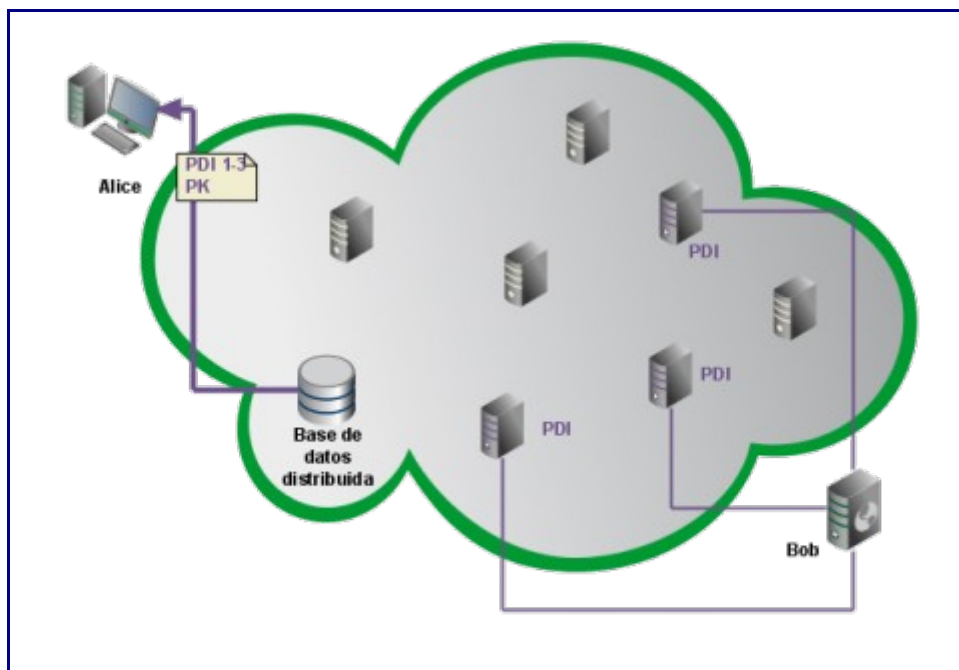 PDI 1-3
PK
Alice
PDI
PDI
PDI
Base de
datos
distribuida
Bob